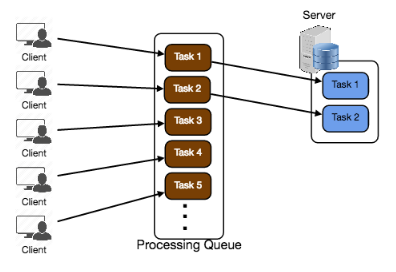 Server
Client
Task 1
Task 1
Client
Task 2
Task 2
Client
Task 3
Client
Task 4
Client
Task 5
Processing Queue